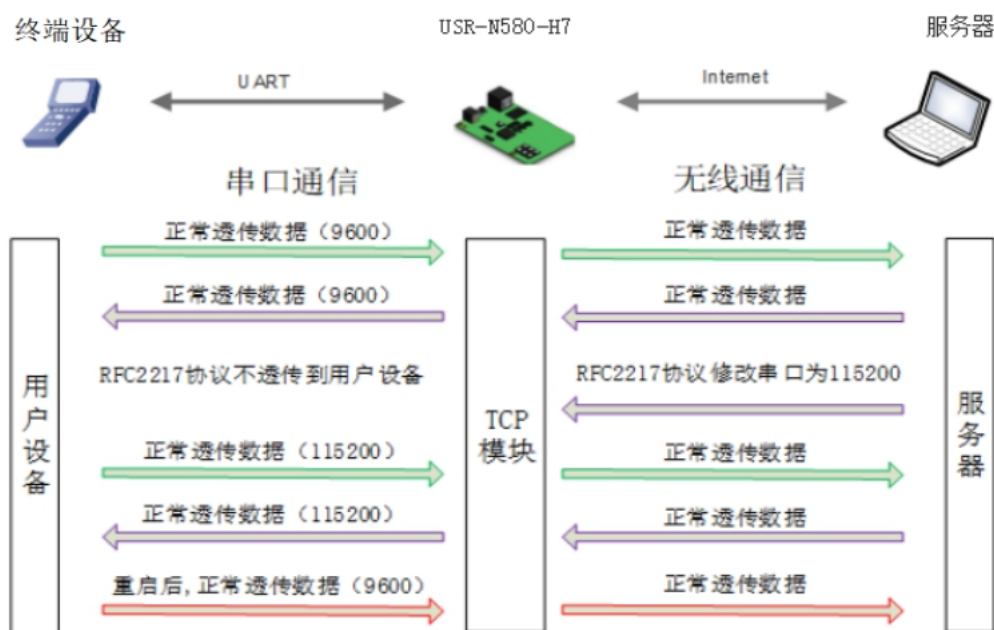 终端设备
USR-N580-H7
服务器
UART
Internet
串口通信
无线通信
正常透传数据（9600）
正常透传数据
正常透传数据（9600）
正常透传数据
RFC2217协议不透传到用户设备
RFC2217协议修改串口为115200
用户设备
TCP
模块
服务器
正常透传数据（115200）
正常透传数据
正常透传数据（115200）
正常透传数据
重启后,正常透传数据（9600）
正常透传数据